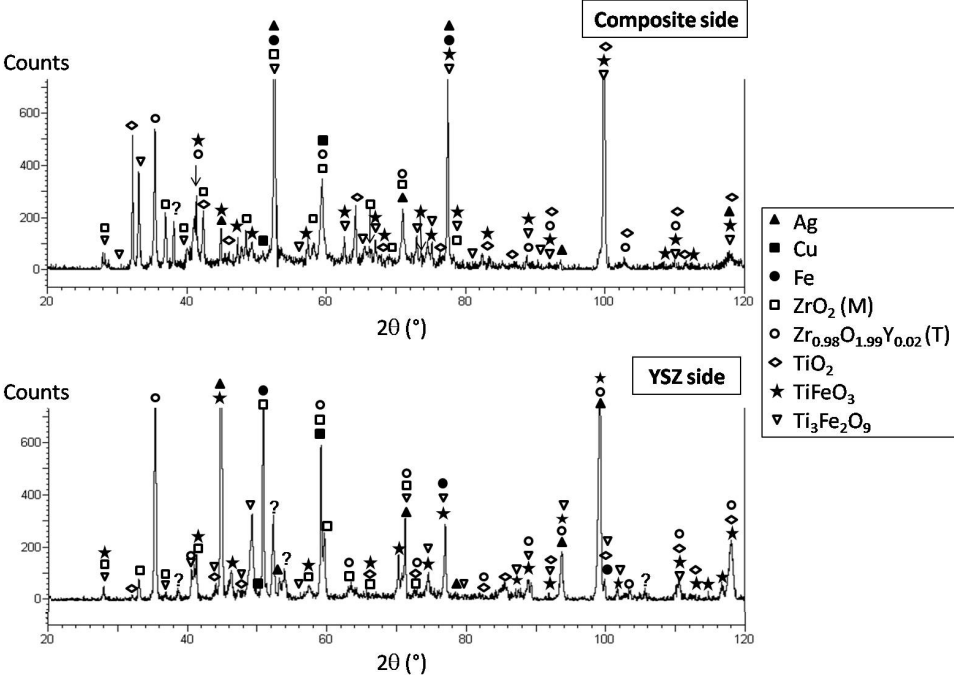 Composite side
Counts
600
400
200
0
?
20 40 60 80 100 120
2θ (°)
YSZ side
Counts
600
400
200
0
? ? ? ?
20 40 60 80 100 120
2θ (°)
Ag
Cu
Fe
ZrO₂ (M)
Zr₀.₉₈O₁.₉₉Y₀.₀₂ (T)
TiO₂
TiFeO₃
Ti₃Fe₂O₉